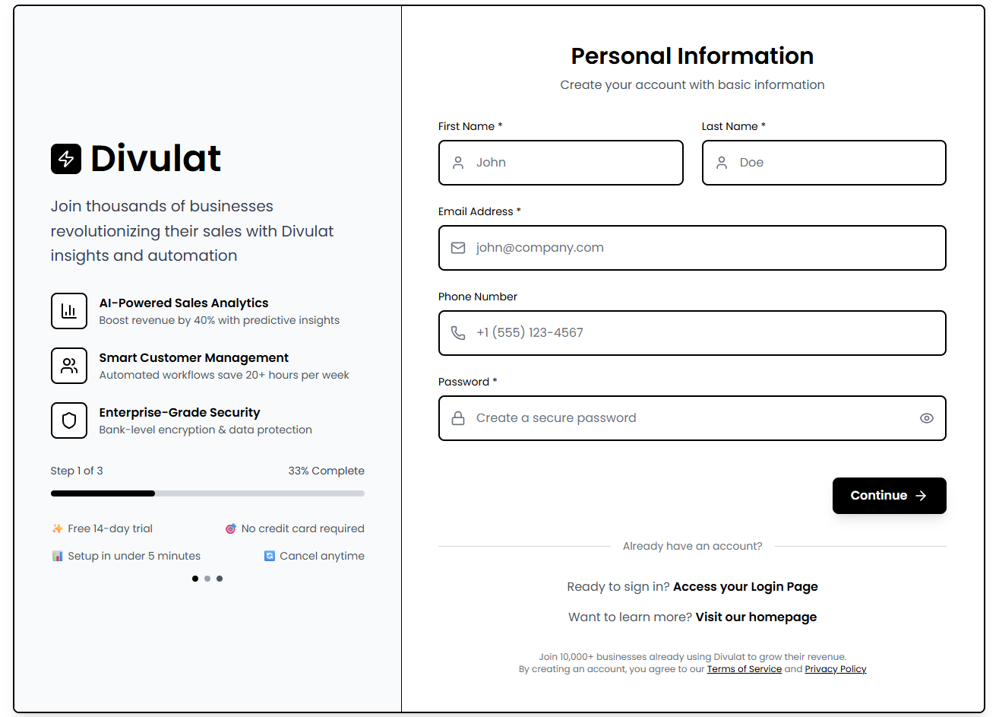 Divulat
Join thousands of businesses
revolutionizing their sales with Divulat
insights and automation
AI-Powered Sales Analytics
Boost revenue by 40% with predictive insights
Smart Customer Management
Automated workflows save 20+ hours per week
Enterprise-Grade Security
Bank-level encryption & data protection
Step 1 of 3 33% Complete
✨ Free 14-day trial 🎯 No credit card required
📊 Setup in under 5 minutes 🔄 Cancel anytime
Personal Information
Create your account with basic information
First Name * Last Name *
John Doe
Email Address *
john@company.com
Phone Number
+1 (555) 123-4567
Password *
Create a secure password
Continue →
Already have an account?
Ready to sign in? Access your Login Page
Want to learn more? Visit our homepage
Join 10,000+ businesses already using Divulat to grow their revenue.
By creating an account, you agree to our Terms of Service and Privacy Policy